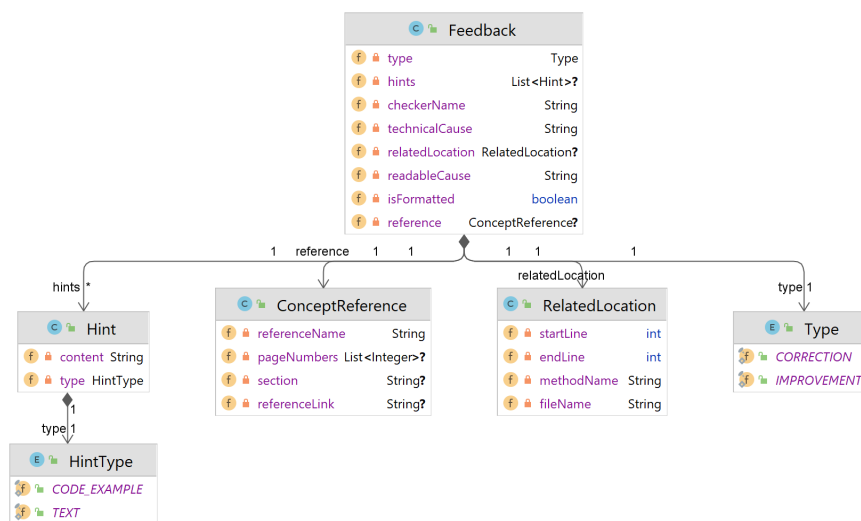 Feedback
type Type
hints List<Hint>?
checkerName String
technicalCause String
relatedLocation RelatedLocation?
readableCause String
isFormatted boolean
reference ConceptReference?
1 reference 1 1 1 1 1
relatedLocation
hints * type 1
Hint
content String
type HintType
1
type 1
HintType
CODE_EXAMPLE
TEXT
ConceptReference
referenceName String
pageNumbers List<Integer>?
section String?
referenceLink String?
RelatedLocation
startLine int
endLine int
methodName String
fileName String
Type
CORRECTION
IMPROVEMENT